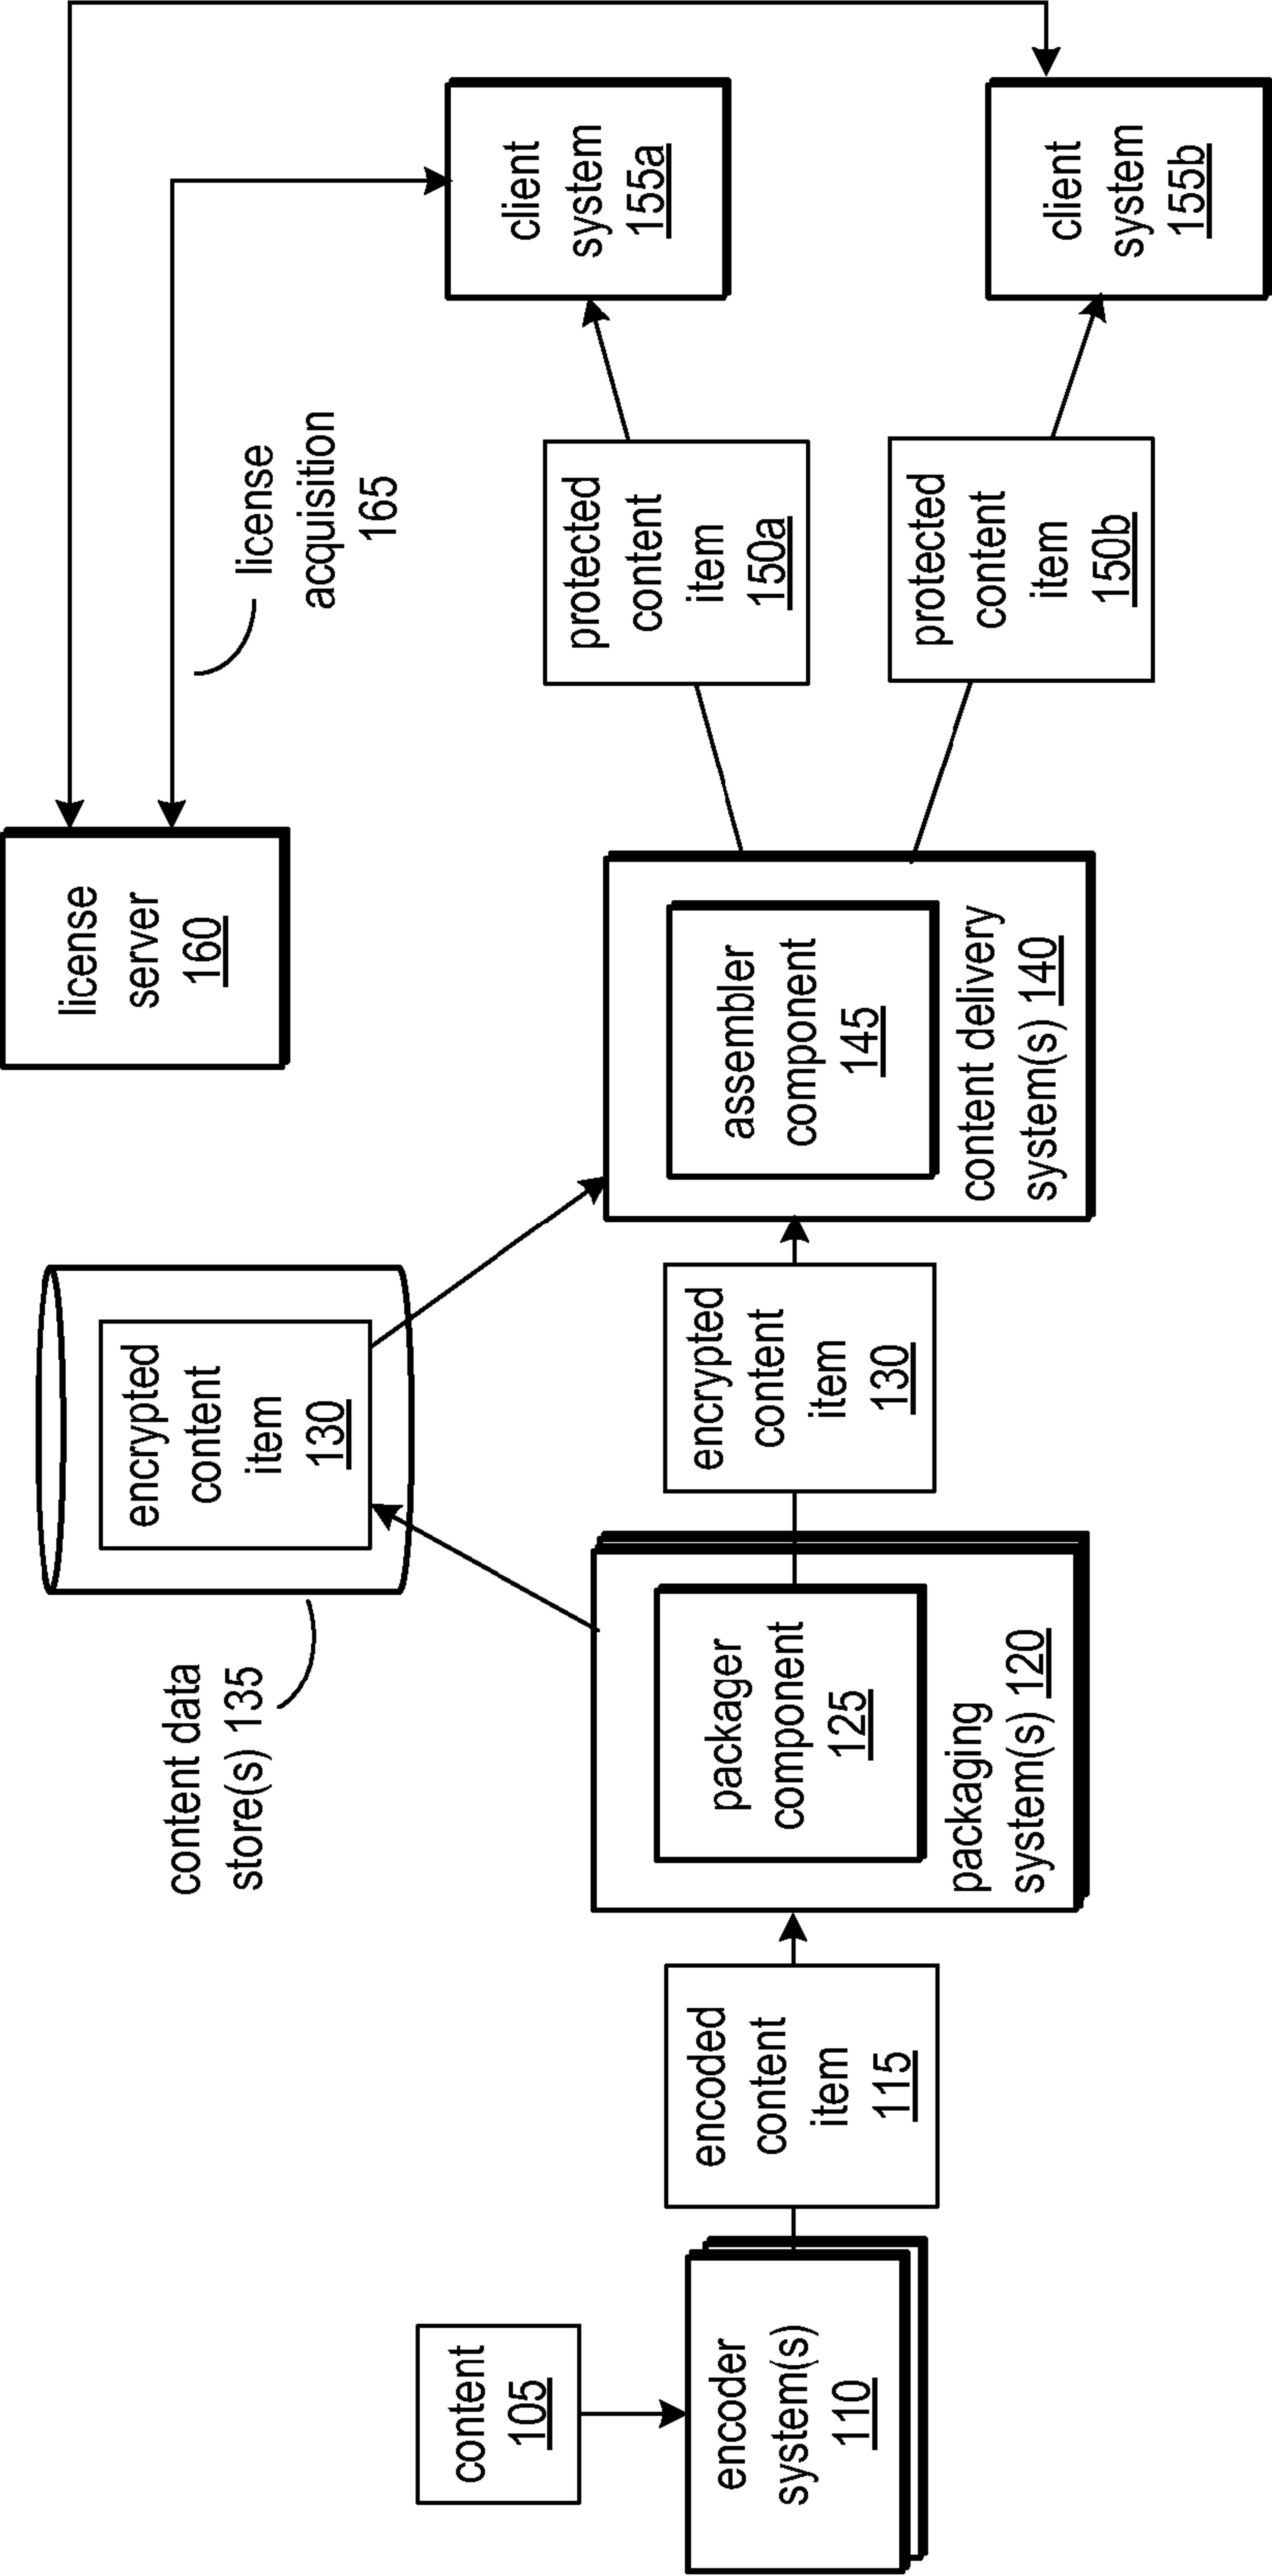 content
105
encoder
system(s)
110
encoded
content
item
115
packager
component
125
packaging
system(s) 120
content data
store(s) 135
encrypted
content
item
130
encrypted
content
item
130
assembler
component
145
content delivery
system(s) 140
license
server
160
license
acquisition
165
protected
content
item
150a
protected
content
item
150b
client
system
155a
client
system
155b